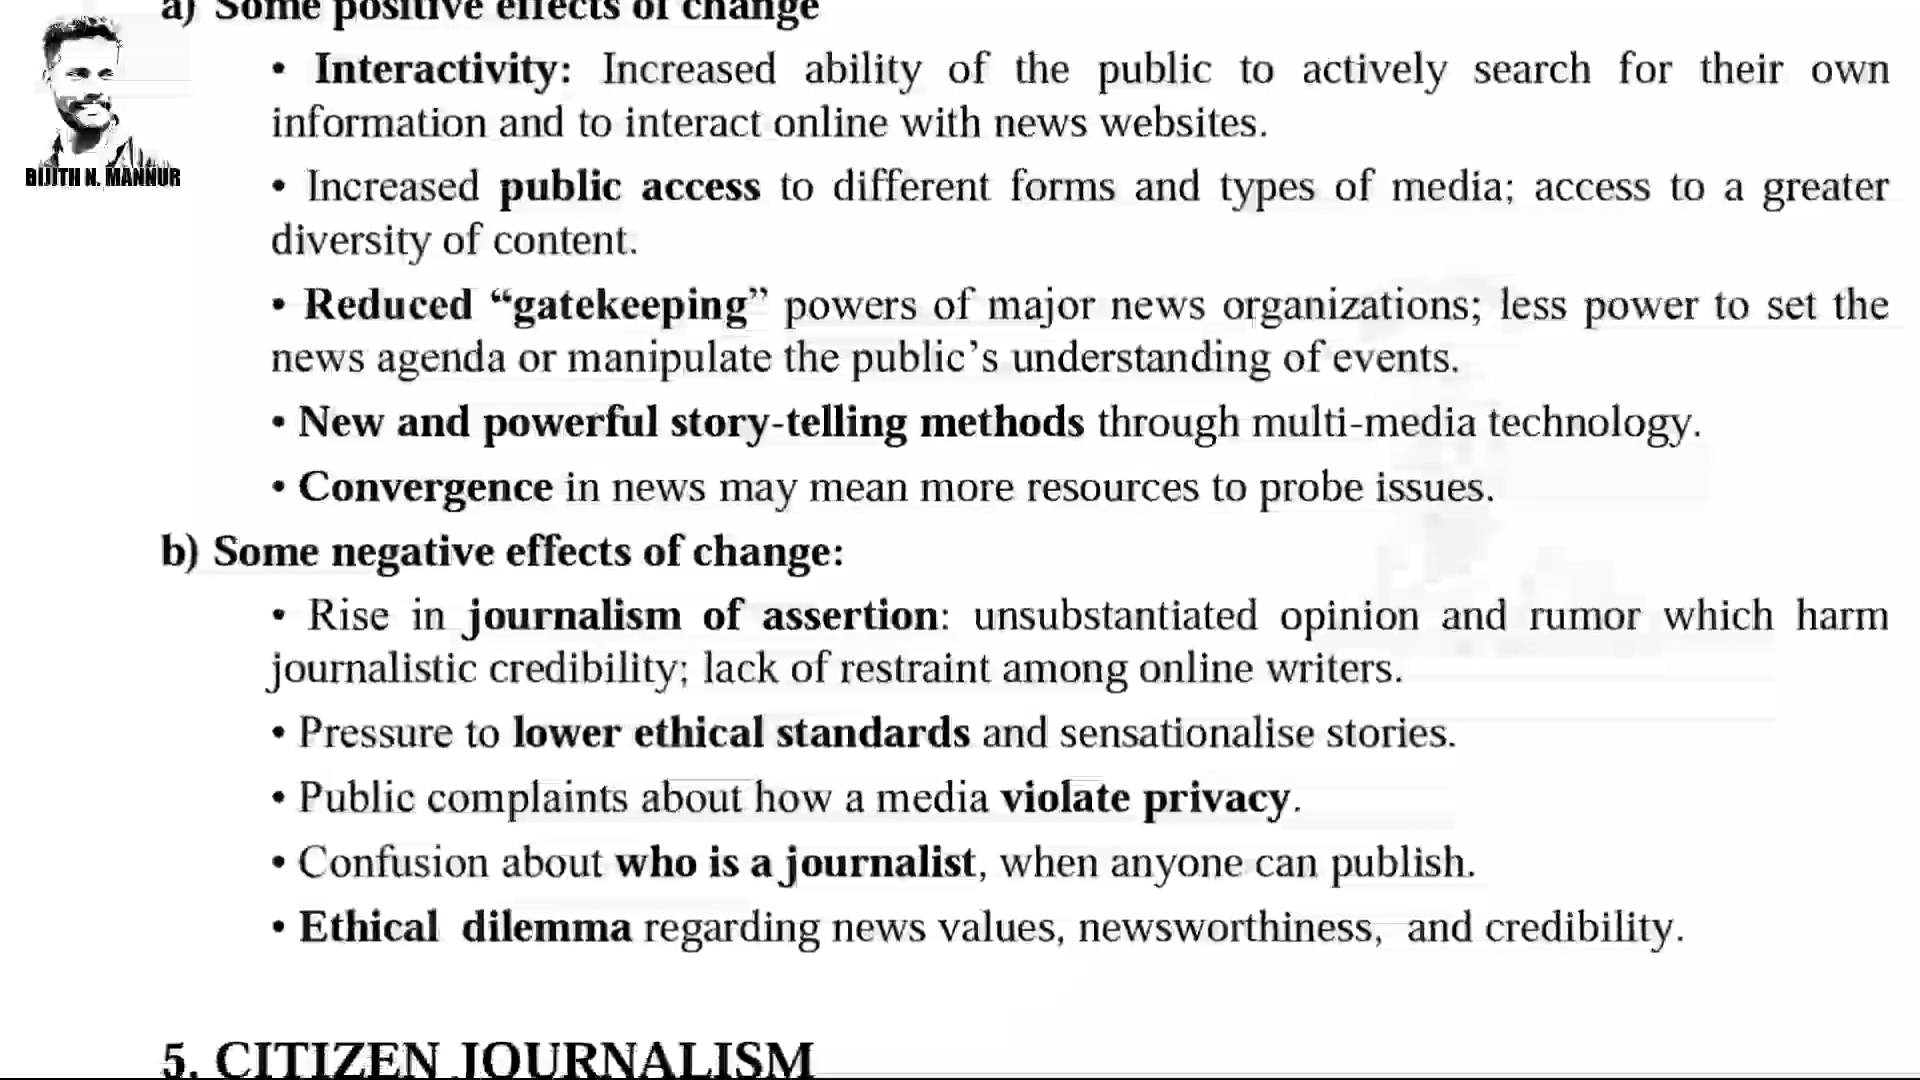 a) Some positive effects of change
• Interactivity: Increased ability of the public to actively search for their own
information and to interact online with news websites.
BIJITH N. MANNUR
• Increased public access to different forms and types of media; access to a greater
diversity of content.
• Reduced “gatekeeping” powers of major news organizations; less power to set the
news agenda or manipulate the public’s understanding of events.
• New and powerful story-telling methods through multi-media technology.
• Convergence in news may mean more resources to probe issues.
b) Some negative effects of change:
• Rise in journalism of assertion: unsubstantiated opinion and rumor which harm
journalistic credibility; lack of restraint among online writers.
• Pressure to lower ethical standards and sensationalise stories.
• Public complaints about how a media violate privacy.
• Confusion about who is a journalist, when anyone can publish.
• Ethical dilemma regarding news values, newsworthiness, and credibility.
5. CITIZEN JOURNALISM